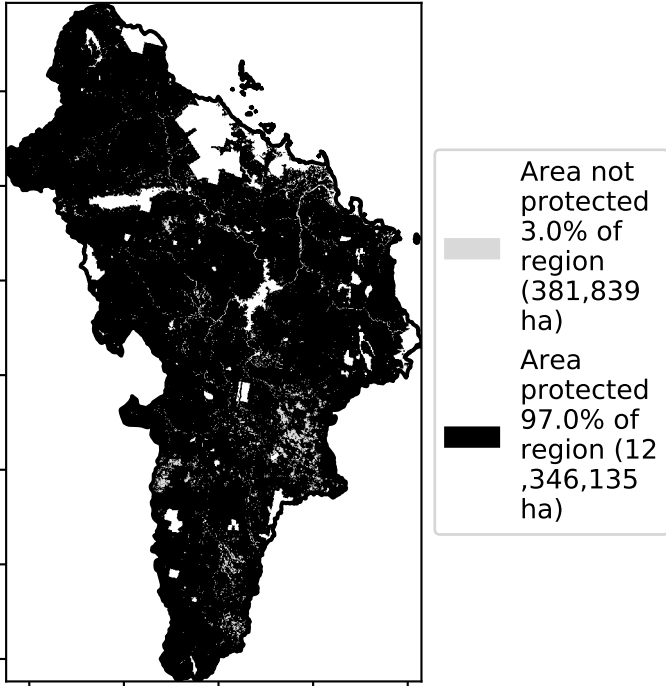 Area not
protected
3.0% of
region
(381,839
ha)
Area
protected
97.0% of
region (12
,346,135
ha)